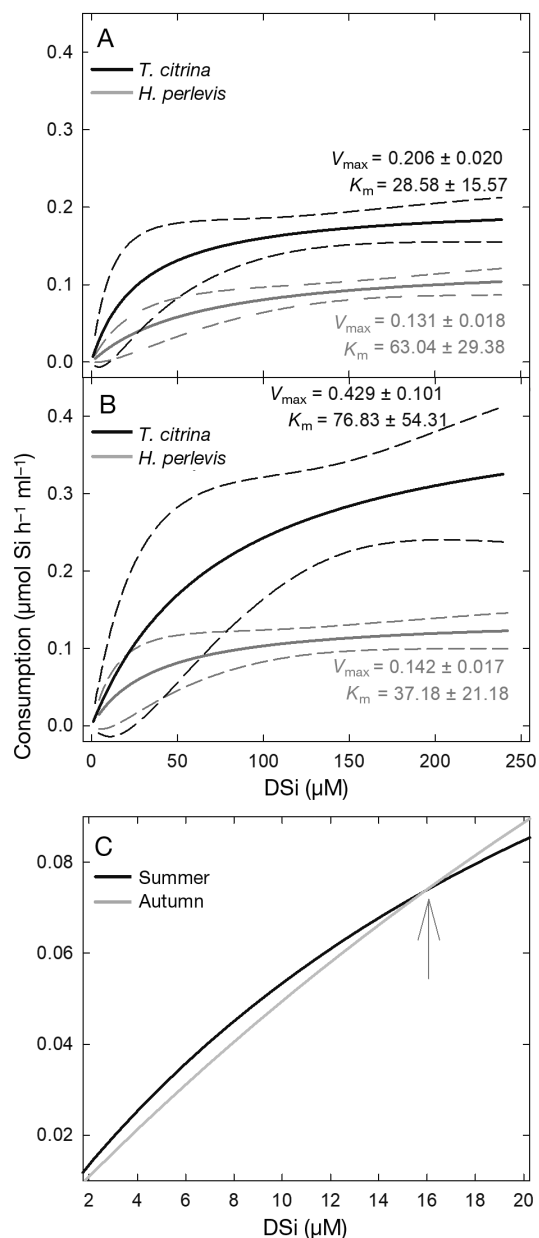 A
0.4
T. citrina
H. perlevis
0.3
Vmax = 0.206 ± 0.020
Km = 28.58 ± 15.57
0.2
0.1
Vmax = 0.131 ± 0.018
Km = 63.04 ± 29.38
0.0
B
Vmax = 0.429 ± 0.101
Km = 76.83 ± 54.31
0.4
T. citrina
H. perlevis
0.3
0.2
0.1
Vmax = 0.142 ± 0.017
Km = 37.18 ± 21.18
0.0
Consumption (µmol Si h⁻¹ ml⁻¹)
0 50 100 150 200 250
DSi (µM)
C
0.08
Summer
Autumn
0.06
0.04
0.02
2 4 6 8 10 12 14 16 18 20
DSi (µM)